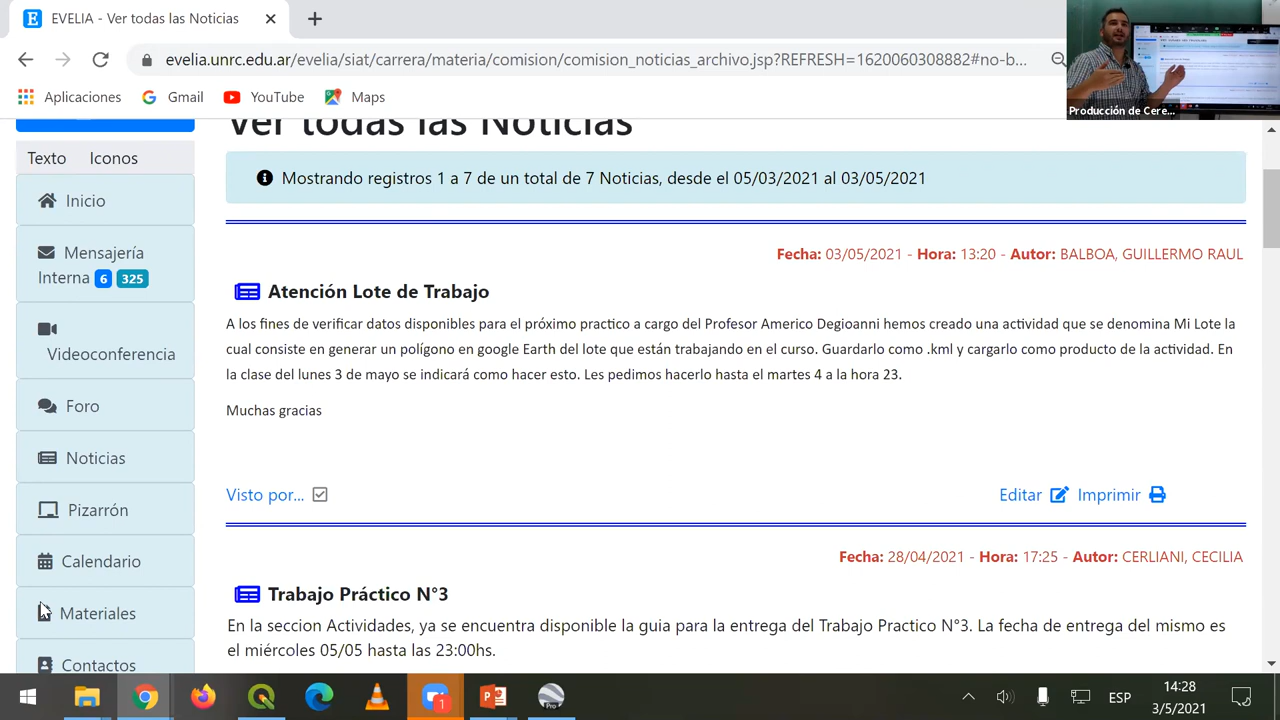 EVELIA - Ver todas las Noticias
evelia.unrc.edu.ar/evelia/siat/carrera/materia/comision/comision_noticias_archivo.jsp?REFRESH=1620060308882#no-b...
Aplicaciones
Gmail
YouTube
Maps
Producción de Cere...
Ver todas las Noticias
Texto Iconos
Mostrando registros 1 a 7 de un total de 7 Noticias, desde el 05/03/2021 al 03/05/2021
Inicio
Mensajería
Interna 6 325
Videoconferencia
Foro
Noticias
Pizarrón
Calendario
Materiales
Contactos
Fecha: 03/05/2021 - Hora: 13:20 - Autor: BALBOA, GUILLERMO RAUL
Atención Lote de Trabajo
A los fines de verificar datos disponibles para el próximo practico a cargo del Profesor Americo Degioanni hemos creado una actividad que se denomina Mi Lote la
cual consiste en generar un polígono en google Earth del lote que están trabajando en el curso. Guardarlo como .kml y cargarlo como producto de la actividad. En
la clase del lunes 3 de mayo se indicará como hacer esto. Les pedimos hacerlo hasta el martes 4 a la hora 23.
Muchas gracias
Visto por...
Editar
Imprimir
Fecha: 28/04/2021 - Hora: 17:25 - Autor: CERLIANI, CECILIA
Trabajo Práctico N°3
En la seccion Actividades, ya se encuentra disponible la guia para la entrega del Trabajo Practico N°3. La fecha de entrega del mismo es
el miércoles 05/05 hasta las 23:00hs.
1
Pro
ESP
14:28
3/5/2021